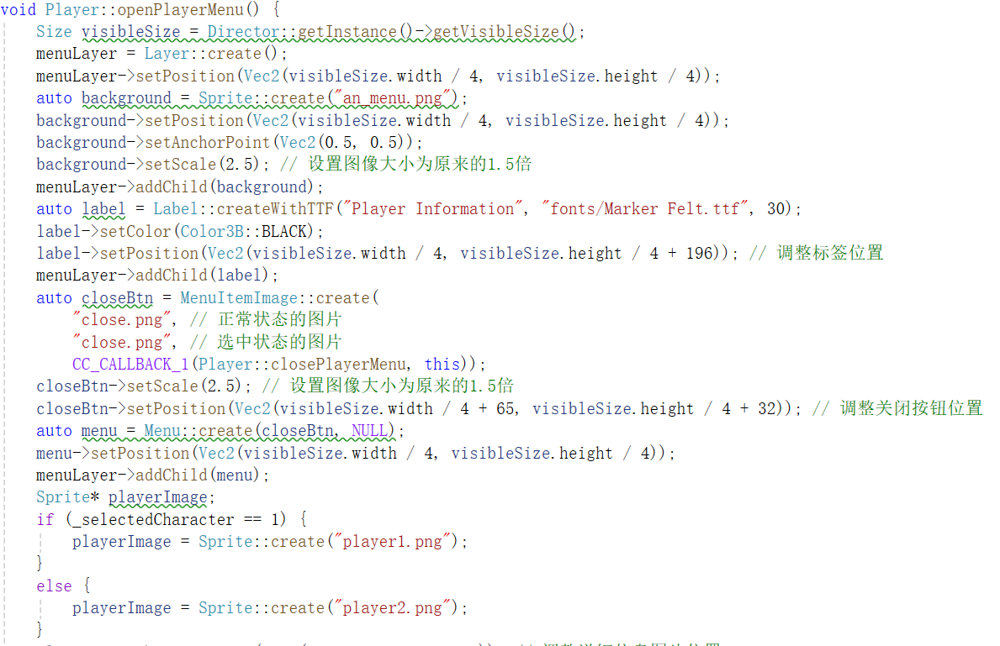 void Player::openPlayerMenu() {
Size visibleSize = Director::getInstance()->getVisibleSize();
menuLayer = Layer::create();
menuLayer->setPosition(Vec2(visibleSize.width / 4, visibleSize.height / 4));
auto background = Sprite::create("an_menu.png");
background->setPosition(Vec2(visibleSize.width / 4, visibleSize.height / 4));
background->setAnchorPoint(Vec2(0.5, 0.5));
background->setScale(2.5); // 设置图像大小为原来的1.5倍
menuLayer->addChild(background);
auto label = Label::createWithTTF("Player Information", "fonts/Marker Felt.ttf", 30);
label->setColor(Color3B::BLACK);
label->setPosition(Vec2(visibleSize.width / 4, visibleSize.height / 4 + 196)); // 调整标签位置
menuLayer->addChild(label);
auto closeBtn = MenuItemImage::create(
"close.png", // 正常状态的图片
"close.png", // 选中状态的图片
CC_CALLBACK_1(Player::closePlayerMenu, this));
closeBtn->setScale(2.5); // 设置图像大小为原来的1.5倍
closeBtn->setPosition(Vec2(visibleSize.width / 4 + 65, visibleSize.height / 4 + 32)); // 调整关闭按钮位置
auto menu = Menu::create(closeBtn, NULL);
menu->setPosition(Vec2(visibleSize.width / 4, visibleSize.height / 4));
menuLayer->addChild(menu);
Sprite* playerImage;
if (_selectedCharacter == 1) {
playerImage = Sprite::create("player1.png");
}
else {
playerImage = Sprite::create("player2.png");
}